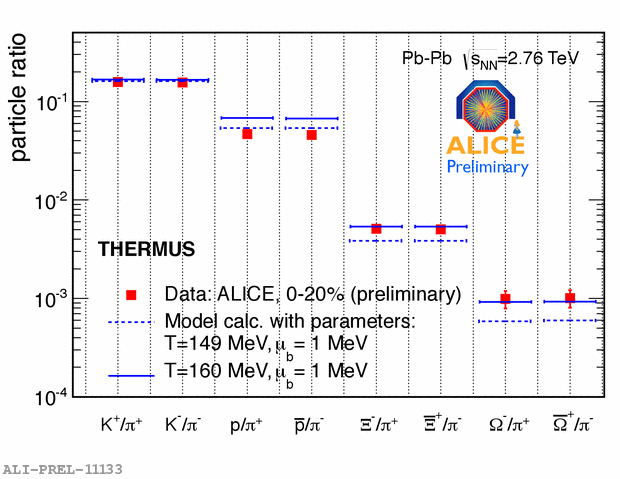 particle ratio
Pb-Pb √sNN=2.76 TeV
ALICE
Preliminary
10⁻¹
10⁻²
10⁻³
10⁻⁴
THERMUS
Data: ALICE, 0-20% (preliminary)
Model calc. with parameters:
T=149 MeV, μb = 1 MeV
T=160 MeV, μb = 1 MeV
K⁺/π⁺ K⁻/π⁻ p/π⁺ p̅/π⁻ Ξ⁻/π⁺ Ξ̅⁺/π⁻ Ω⁻/π⁺ Ω̅⁺/π⁻
ALI-PREL-11133